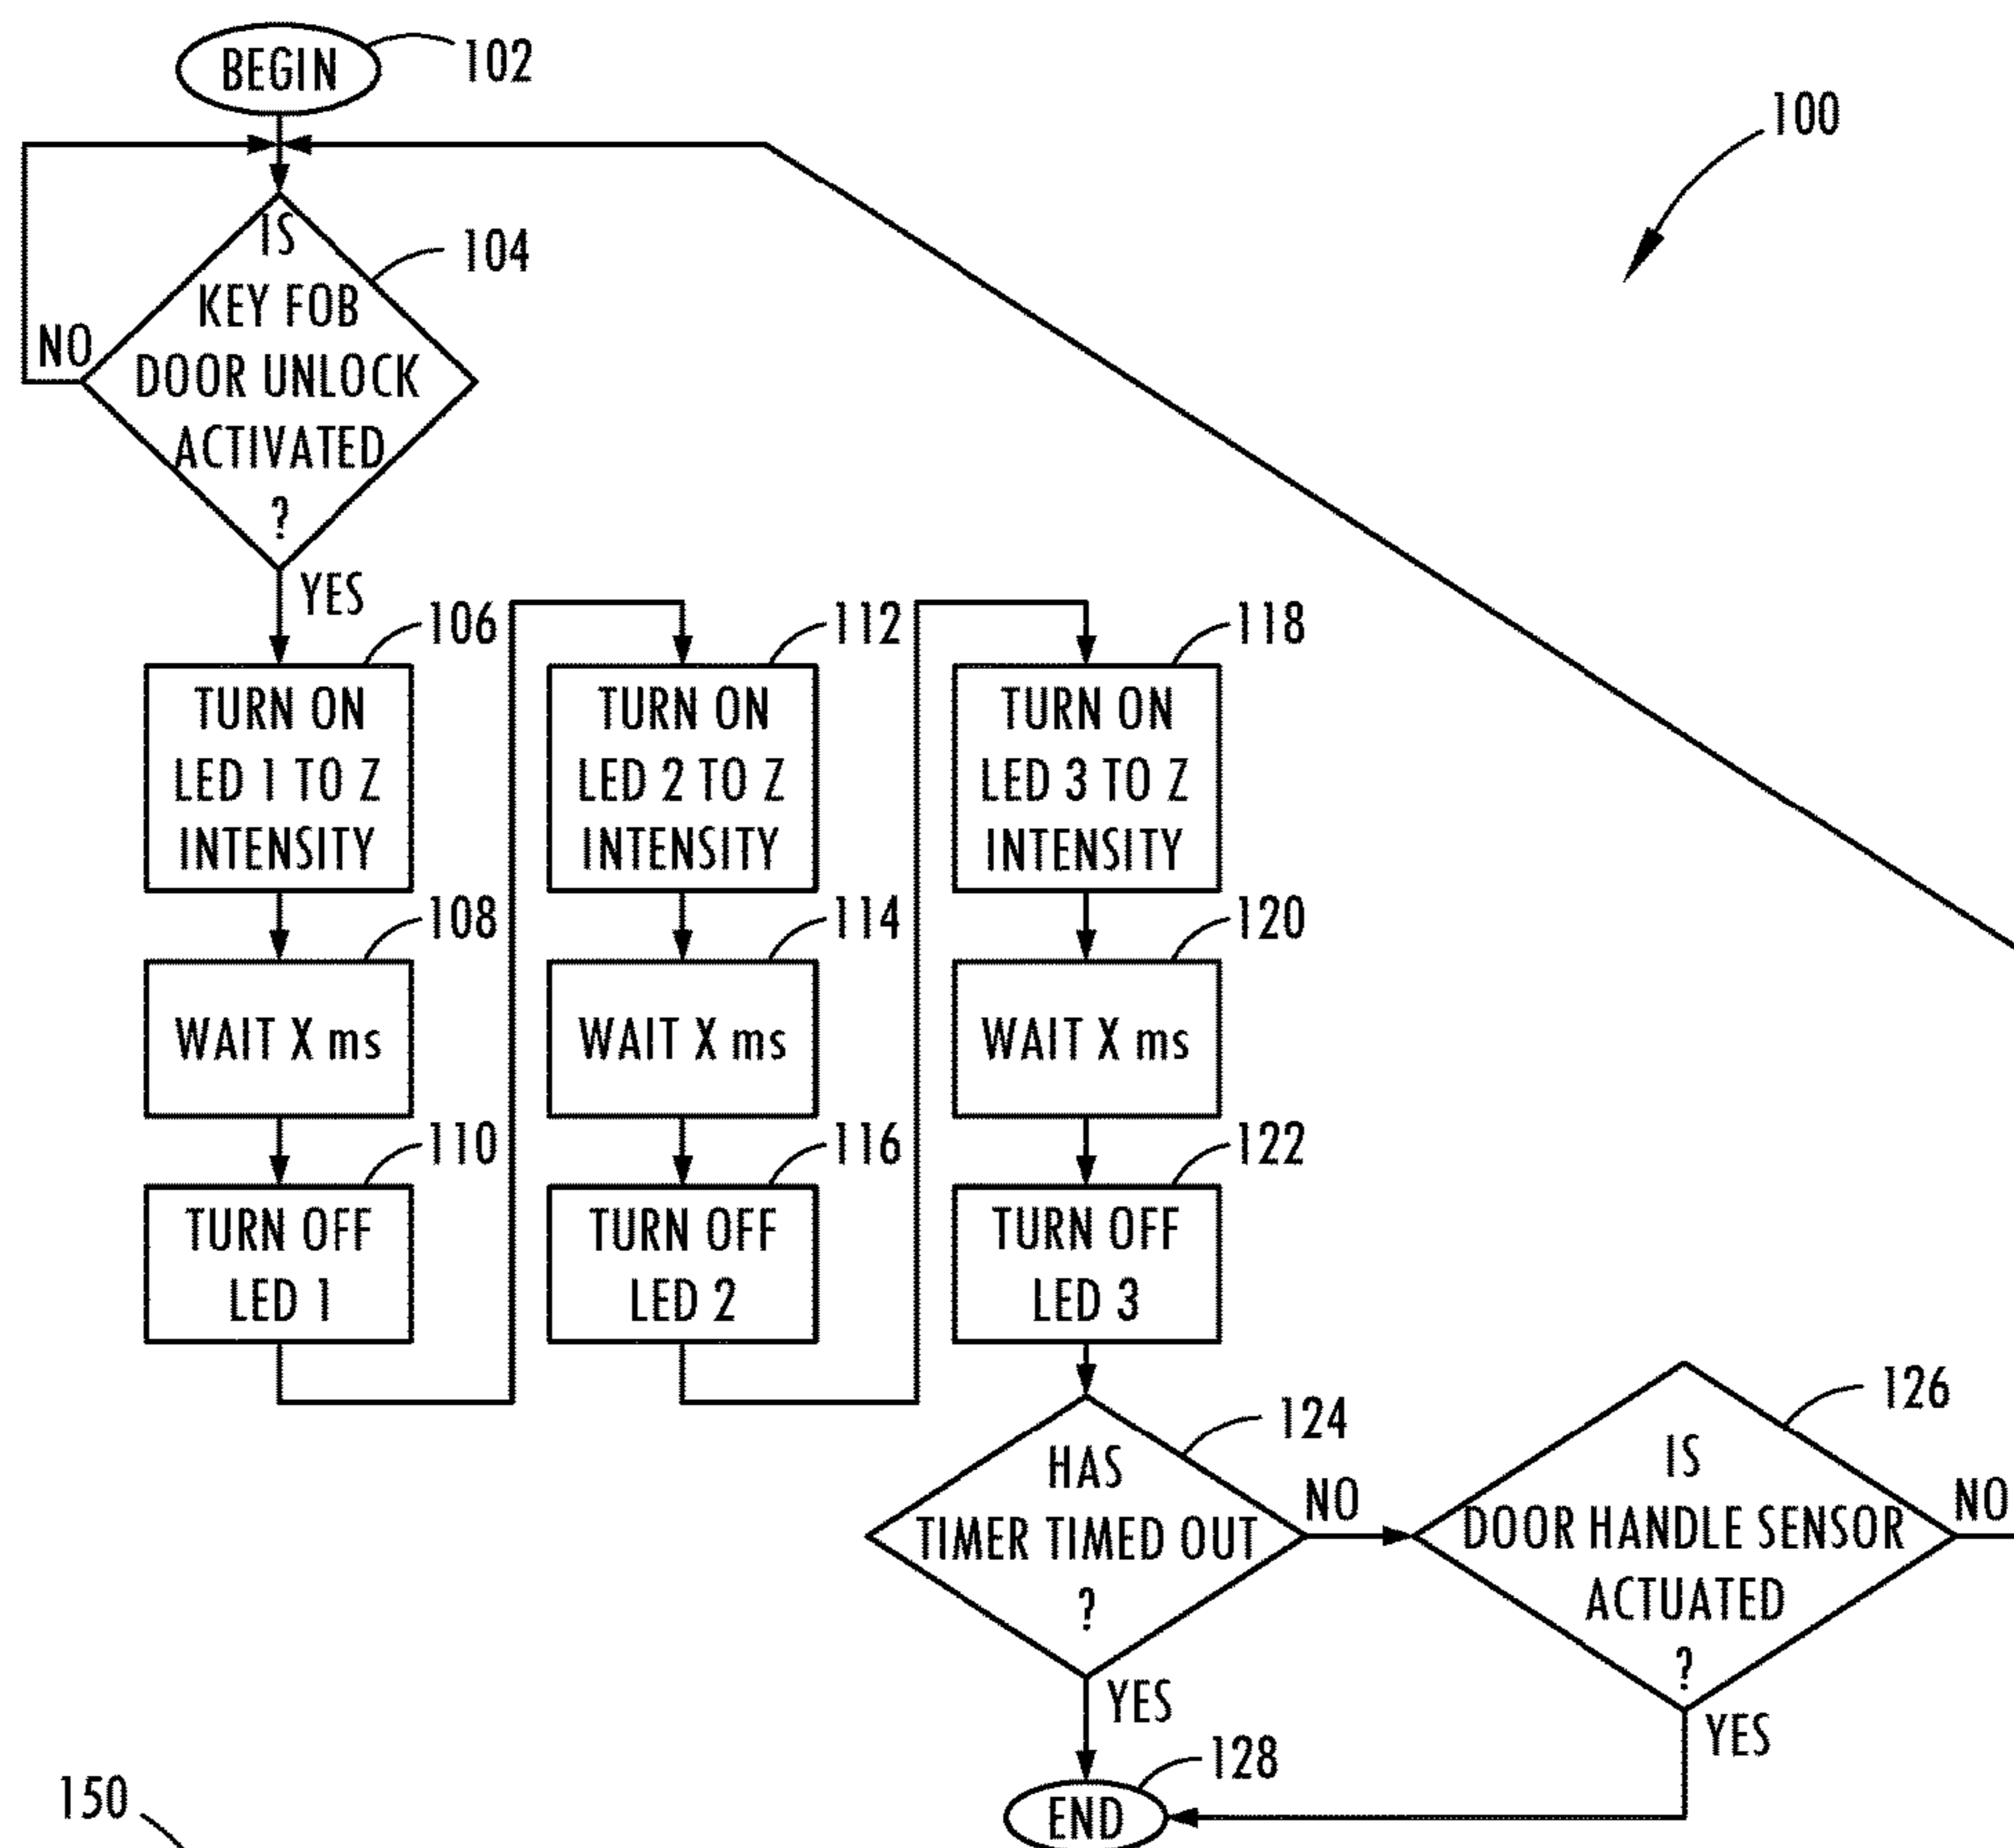 BEGIN
102
100
IS
KEY FOB
DOOR UNLOCK
ACTIVATED
?
104
NO
YES
106
TURN ON
LED 1 TO Z
INTENSITY
108
WAIT X ms
110
TURN OFF
LED 1
112
TURN ON
LED 2 TO Z
INTENSITY
114
WAIT X ms
116
TURN OFF
LED 2
118
TURN ON
LED 3 TO Z
INTENSITY
120
WAIT X ms
122
TURN OFF
LED 3
124
HAS
TIMER TIMED OUT
?
NO
YES
126
IS
DOOR HANDLE SENSOR
ACTUATED
?
NO
YES
128
END
150